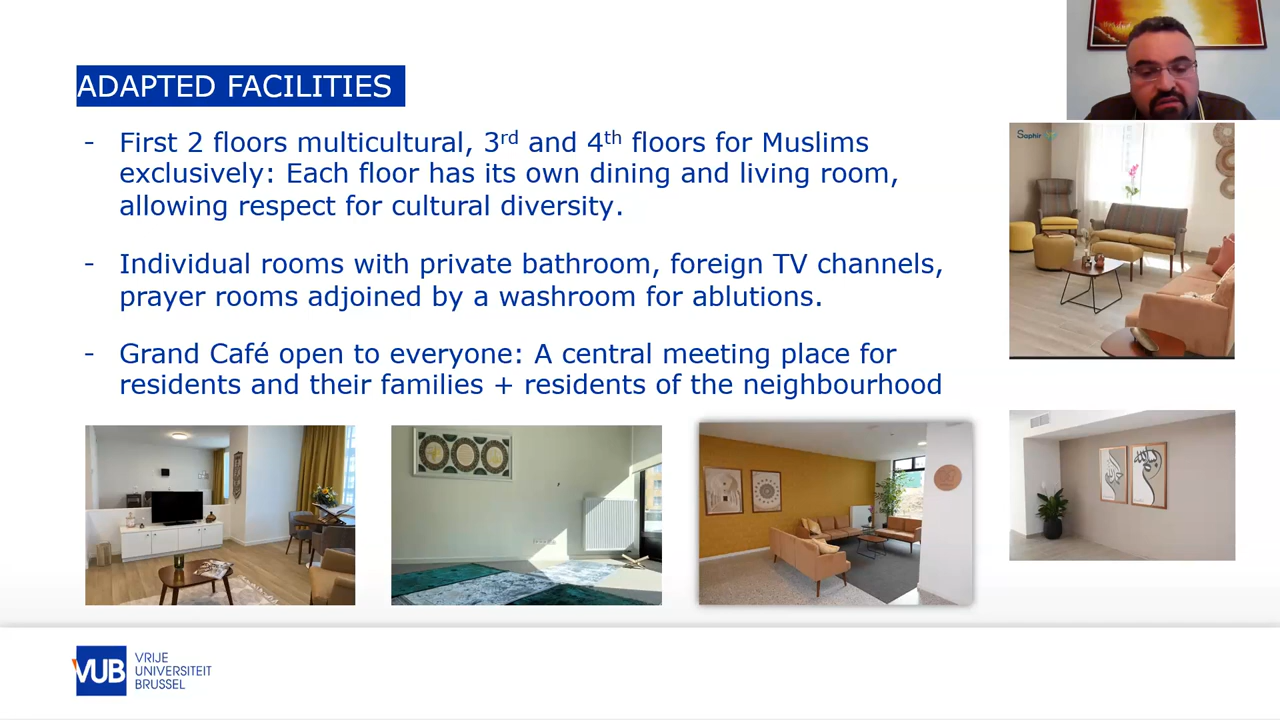 ADAPTED FACILITIES
- First 2 floors multicultural, 3rd and 4th floors for Muslims
exclusively: Each floor has its own dining and living room,
allowing respect for cultural diversity.
- Individual rooms with private bathroom, foreign TV channels,
prayer rooms adjoined by a washroom for ablutions.
- Grand Café open to everyone: A central meeting place for
residents and their families + residents of the neighbourhood
Saphir
VUB
VRIJE
UNIVERSITEIT
BRUSSEL